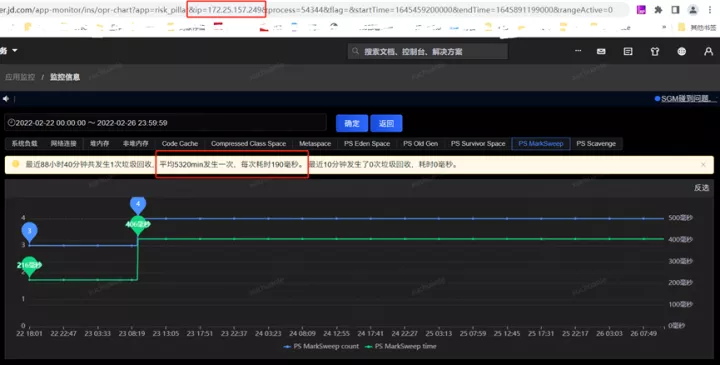 er.jd.com/app-monitor/ins/opr-chart?app=risk_pilla&ip=172.25.157.249&process=54344&tlag=&startTime=1645459200000&endTime=1645891199000&rangeActive=0
其他书签
务
搜索文档、控制台、解决方案
应用监控 / 监控信息
SGM碰到问题,
2022-02-22 00:00:00 ~ 2022-02-26 23:59:59 确定 返回
系统负载 网络连接 堆内存 非堆内存 Code Cache Compressed Class Space Metaspace PS Eden Space PS Old Gen PS Survivor Space PS MarkSweep PS Scavenge
最近88小时40分钟共发生1次垃圾回收，平均5320min发生一次，每次耗时190毫秒。最近10分钟发生了0次垃圾回收，耗时0毫秒。
反选
4
3
406毫秒
216毫秒
4
3
1
0
500毫秒
400毫秒
300毫秒
200毫秒
100毫秒
0毫秒
22 18:01 22 22:47 23 03:33 23 08:19 23 13:05 23 17:51 23 22:37 24 03:23 24 08:09 24 12:55 24 17:41 24 22:27 25 03:13 25 07:59 25 12:45 25 17:31 25 22:17 26 03:03 26 07:49
PS MarkSweep count PS MarkSweep time